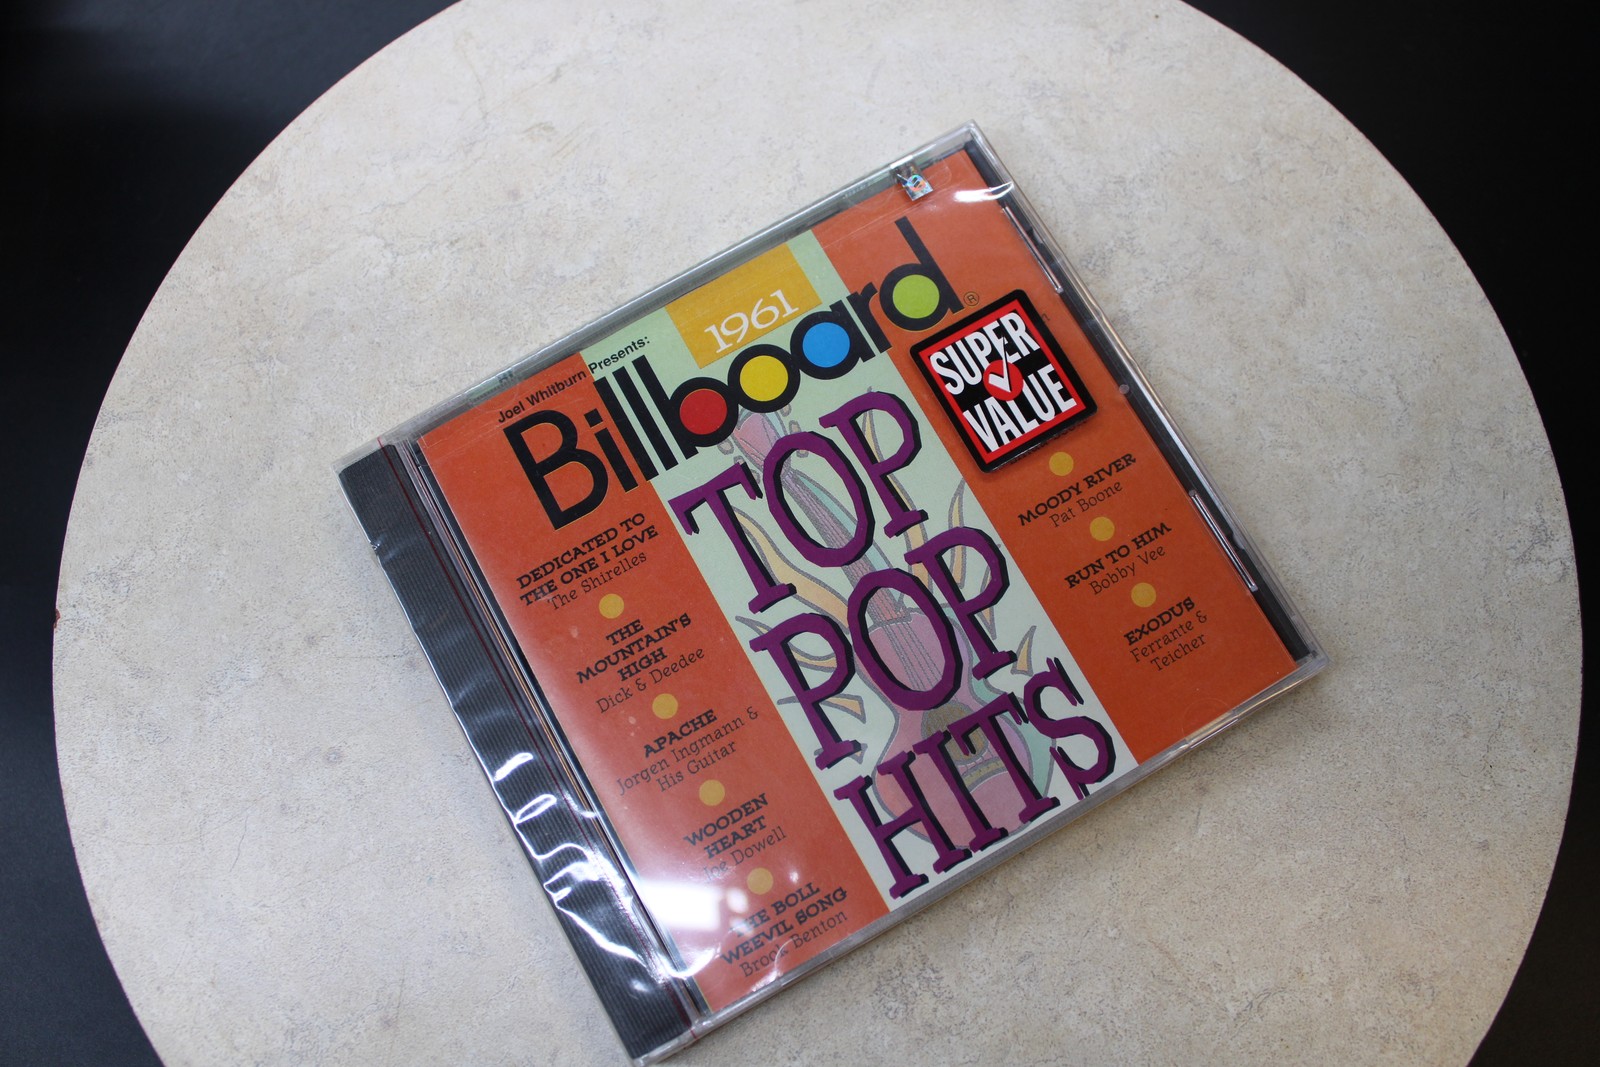 1961
Joel Whitburn Presents:
Billboard®
TOP
POP
HITS
SUPER
VALUE
DEDICATED TO
THE ONE I LOVE
The Shirelles
THE
MOUNTAIN'S
HIGH
Dick & Deedee
APACHE
Jorgen Ingmann &
His Guitar
WOODEN
HEART
Joe Dowell
THE BOLL
WEEVIL SONG
Brook Benton
MOODY RIVER
Pat Boone
RUN TO HIM
Bobby Vee
EXODUS
Ferrante &
Teicher